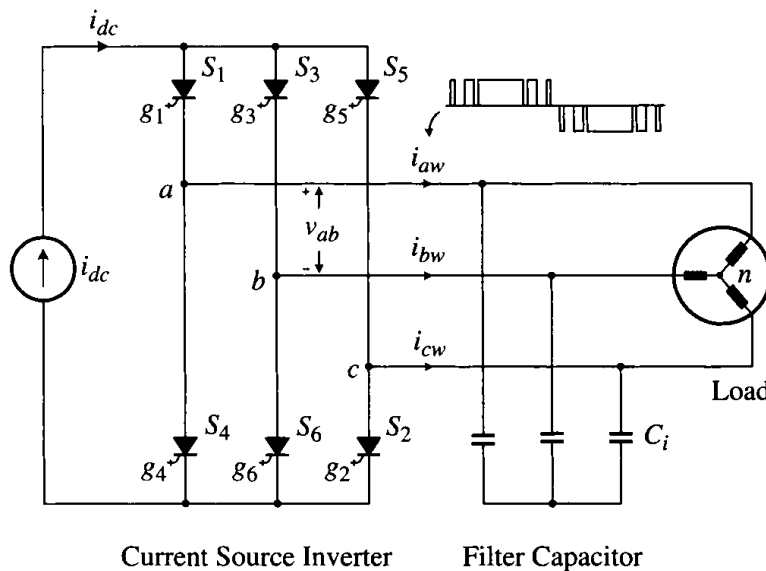 i_dc
S_1
S_3
S_5
g_1
g_3
g_5
i_aw
a
+
v_ab
-
i_bw
b
i_dc
n
c
i_cw
Load
S_4
S_6
S_2
g_4
g_6
g_2
C_i
Current Source Inverter
Filter Capacitor